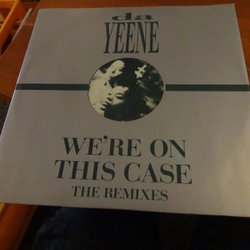 da
YEENE
WE'RE ON
THIS CASE
THE REMIXES